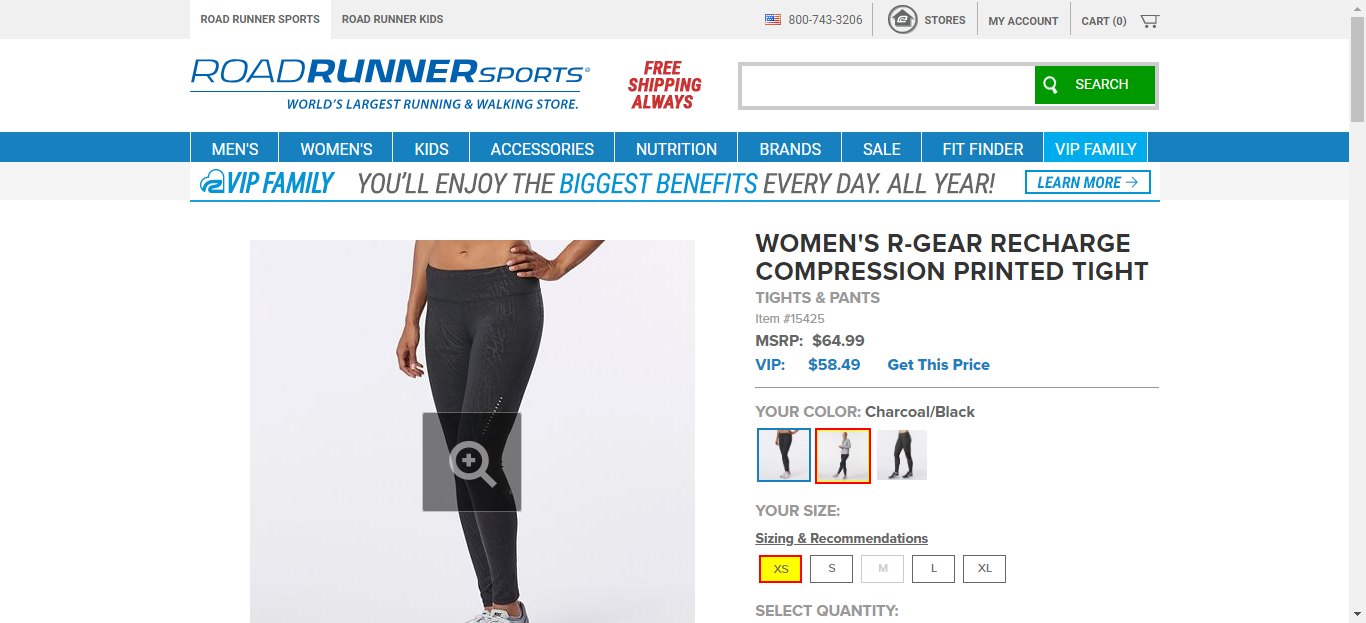 ROAD RUNNER SPORTS
ROAD RUNNER KIDS
800-743-3206
STORES
MY ACCOUNT
CART (0)
ROADRUNNERSPORTS®
WORLD'S LARGEST RUNNING & WALKING STORE.
FREE
SHIPPING
ALWAYS
SEARCH
MEN'S
WOMEN'S
KIDS
ACCESSORIES
NUTRITION
BRANDS
SALE
FIT FINDER
VIP FAMILY
VIP FAMILY
YOU'LL ENJOY THE BIGGEST BENEFITS EVERY DAY. ALL YEAR!
LEARN MORE →
WOMEN'S R-GEAR RECHARGE
COMPRESSION PRINTED TIGHT
TIGHTS & PANTS
Item #15425
MSRP: $64.99
VIP: $58.49 Get This Price
YOUR COLOR: Charcoal/Black
YOUR SIZE:
Sizing & Recommendations
XS
S
M
L
XL
SELECT QUANTITY: